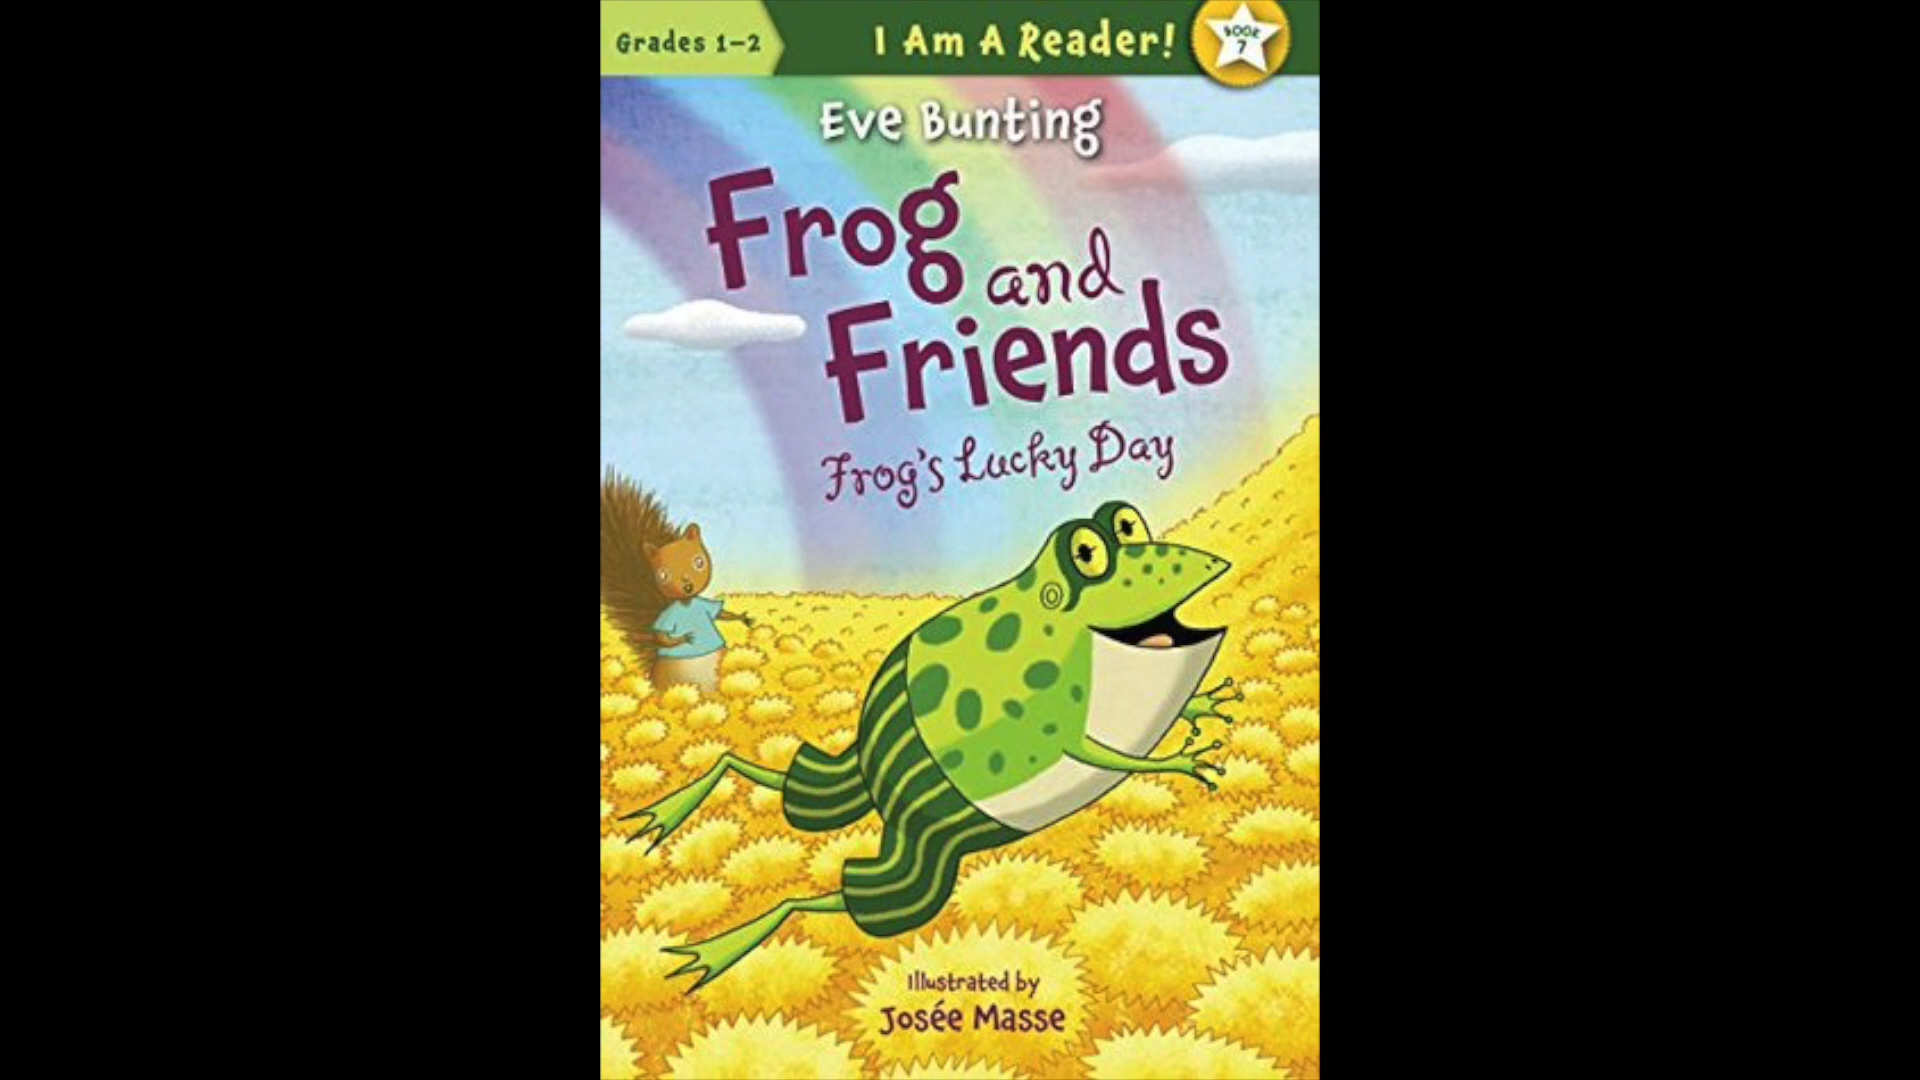 Grades 1–2
I Am A Reader!
BOOK
7
Eve Bunting
Frog
and
Friends
Frog's Lucky Day
Illustrated by
Josée Masse